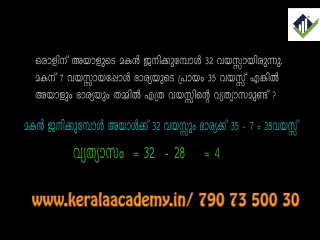 ഒരാളിന് അയാളുടെ മകൻ ജനിക്കുമ്പോൾ 32 വയസ്സായിരുന്നു.
മകന് 7 വയസ്സായപ്പോൾ ഭാര്യയുടെ പ്രായം 35 വയസ്സ് എങ്കിൽ
അയാളും ഭാര്യയും തമ്മിൽ എത്ര വയസ്സിന്റെ വ്യത്യാസമുണ്ട് ?
മകൻ ജനിക്കുമ്പോൾ അയാൾക്ക് 32 വയസ്സും ഭാര്യക്ക് 35 - 7 = 28വയസ്സ്
വ്യത്യാസം = 32 - 28 = 4
www.keralaacademy.in/ 790 73 500 30